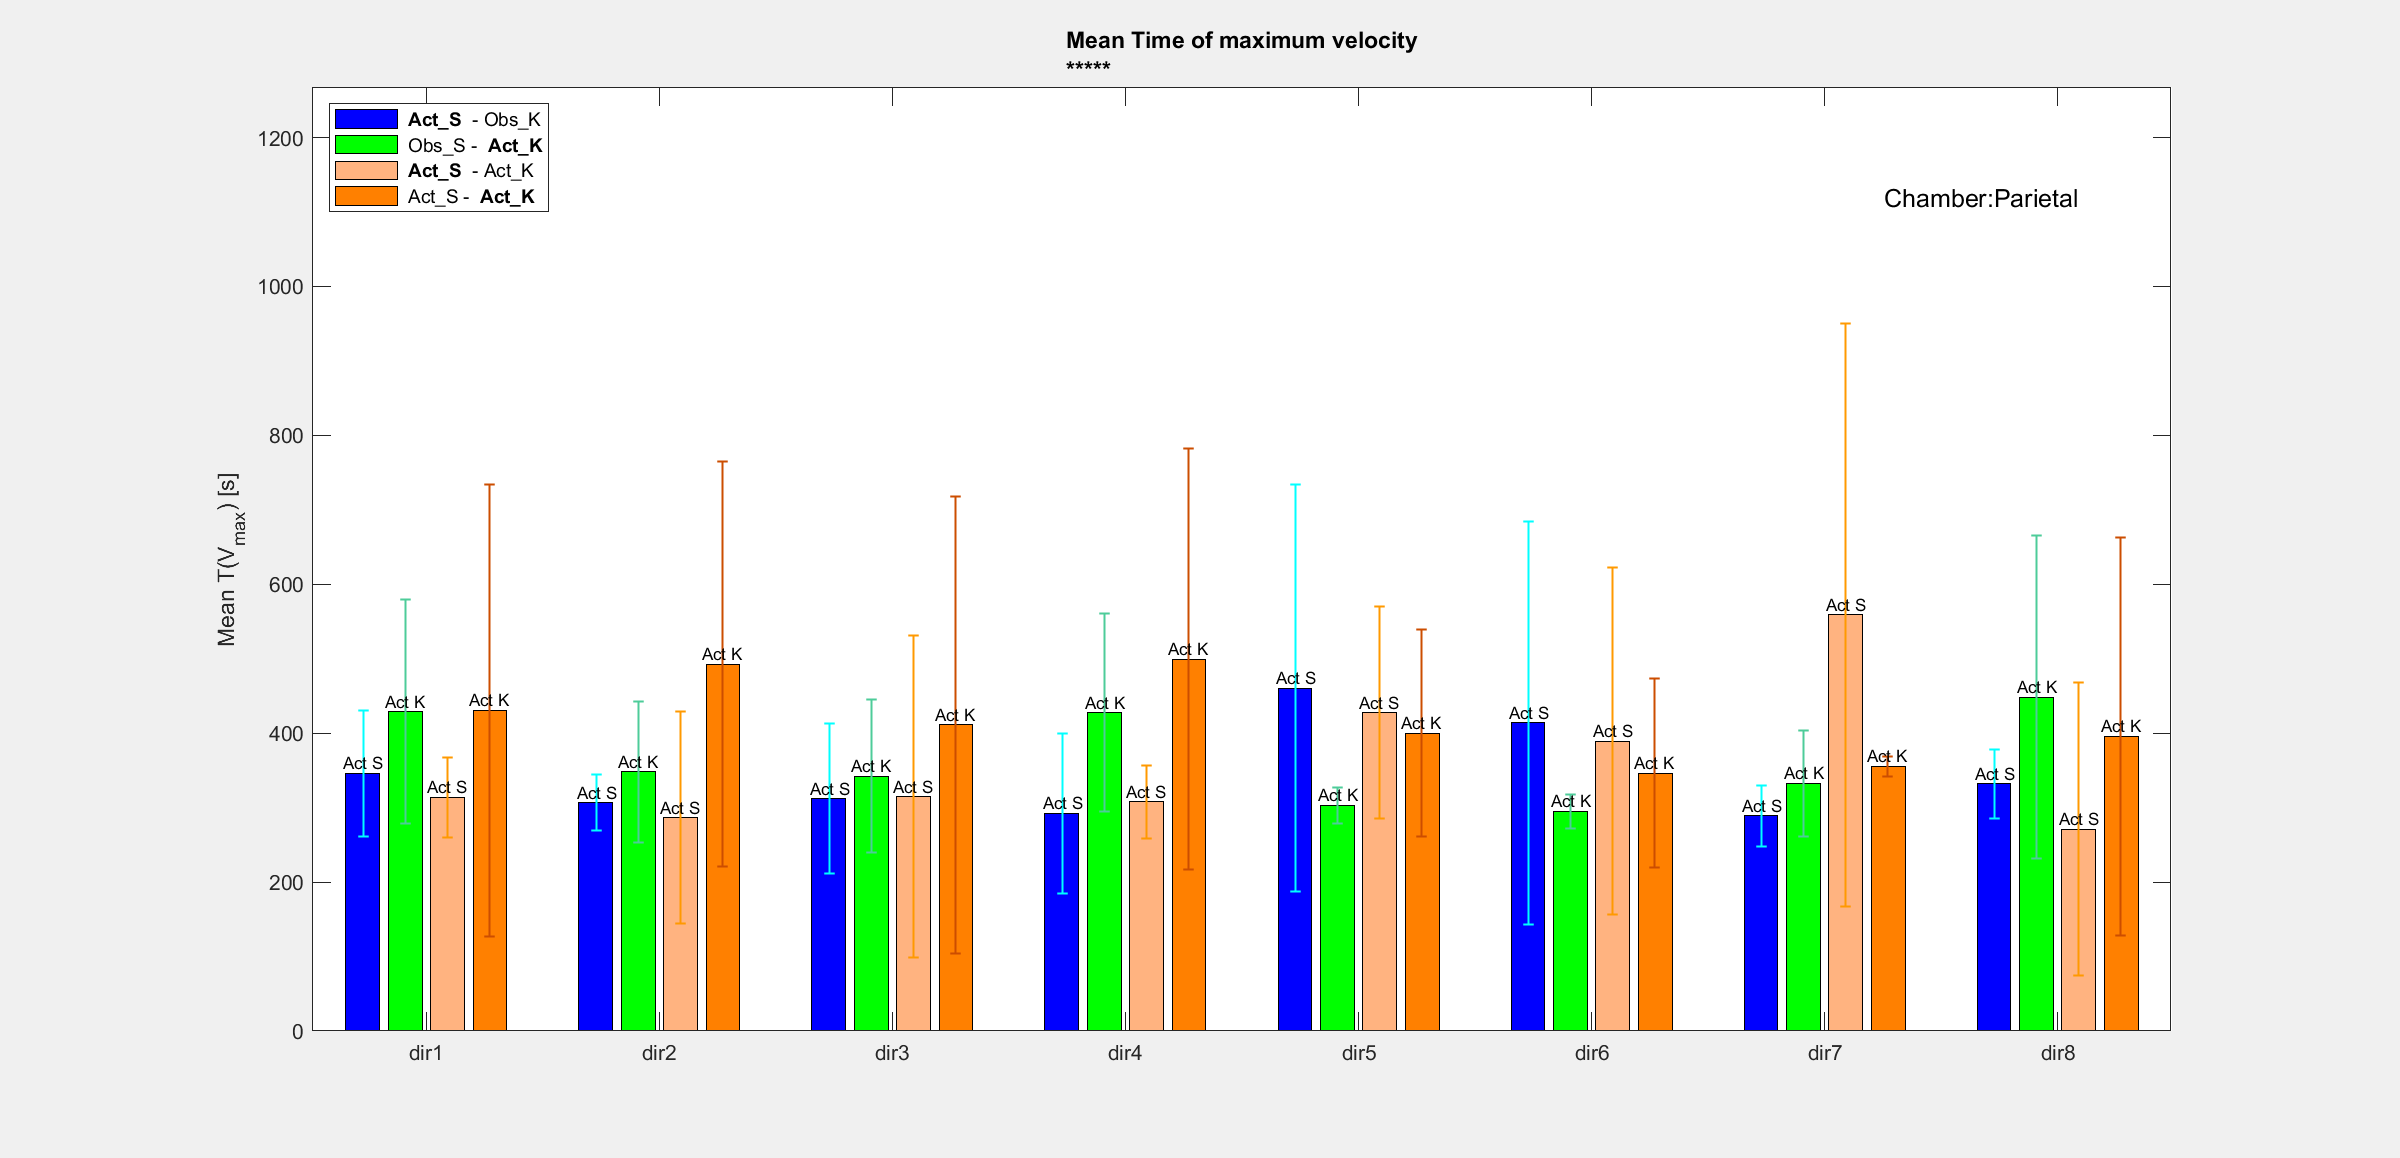 Mean Time of maximum velocity
*****
Act_S - Obs_K
Obs_S - Act_K
Act_S - Act_K
Act_S - Act_K
Chamber:Parietal
Mean T(Vmax) [s]
1200
1000
800
600
400
200
0
Act S Act K Act S Act K
Act S Act K Act S Act K
Act S Act K Act S Act K
Act S Act K Act S Act K
Act S Act K Act S Act K
Act S Act K Act S Act K
Act S Act K Act S Act K
Act S Act K Act S Act K
dir1 dir2 dir3 dir4 dir5 dir6 dir7 dir8